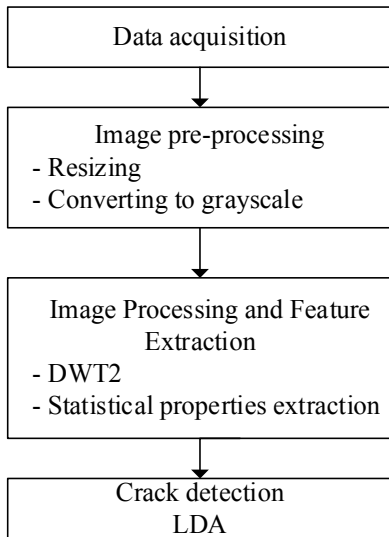 Data acquisition
Image pre-processing
- Resizing
- Converting to grayscale
Image Processing and Feature
Extraction
- DWT2
- Statistical properties extraction
Crack detection
LDA